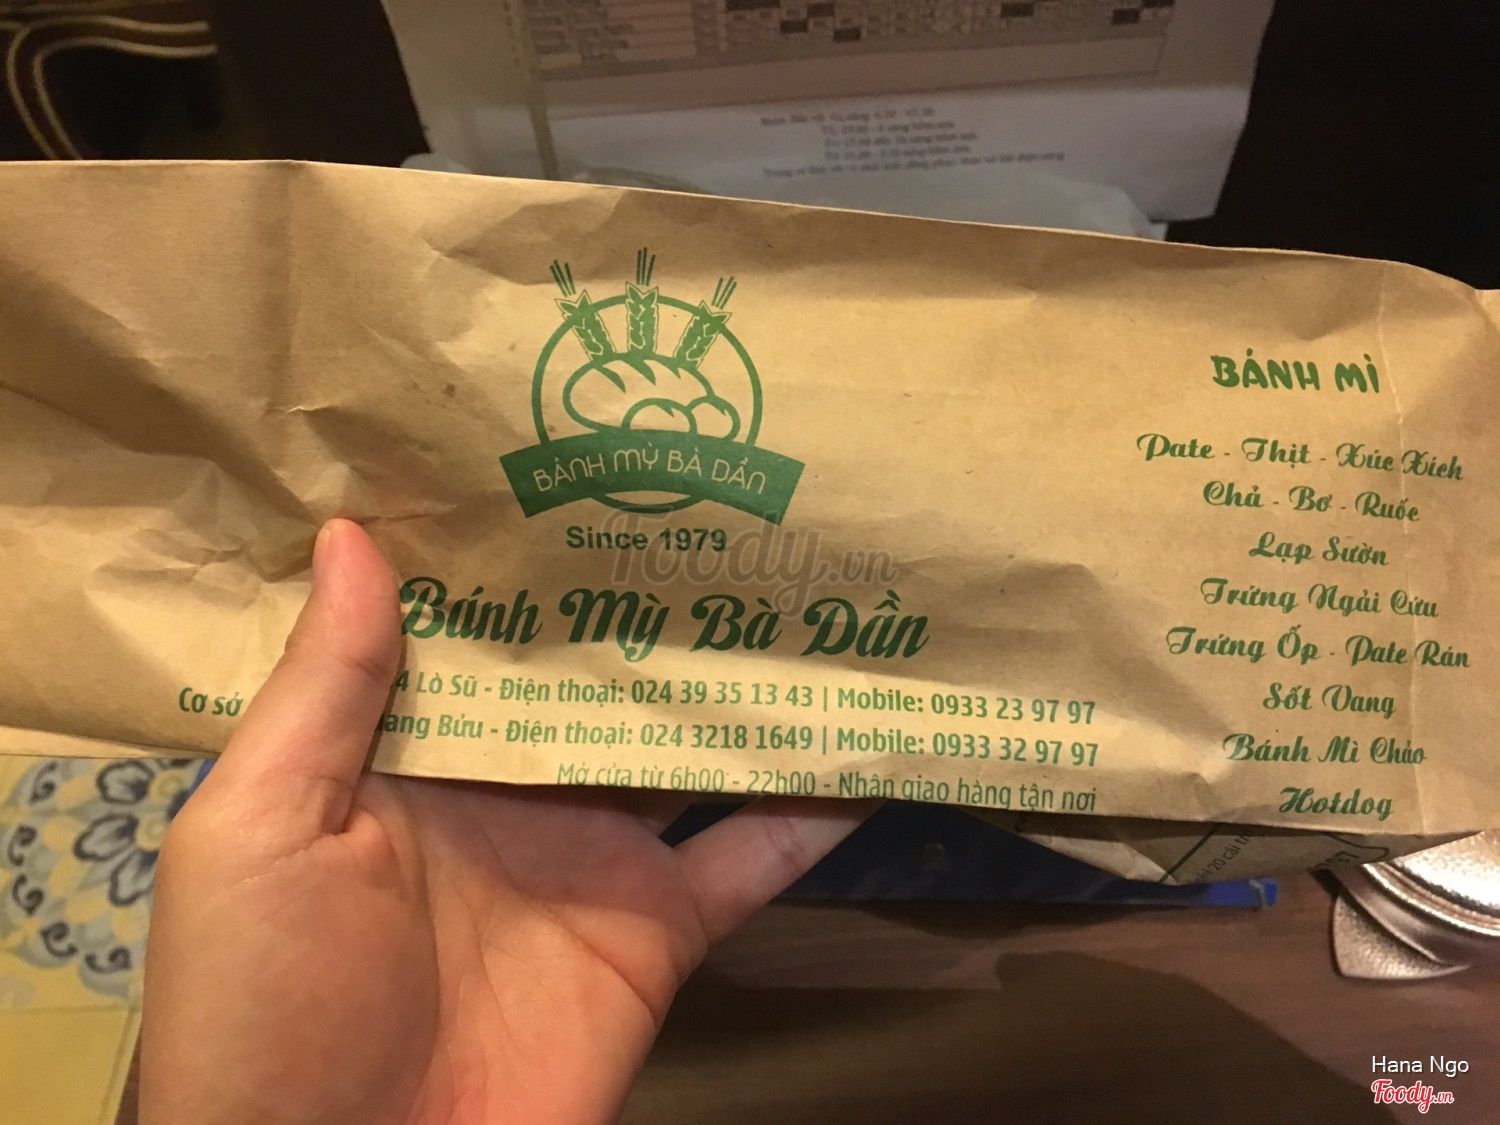 BÁNH MỲ BÀ DẦN
Since 1979
Foody.vn
Bánh Mỳ Bà Dần
Cơ sở 4 Lò Sũ - Điện thoại: 024 39 35 13 43 | Mobile: 0933 23 97 97
Bửu - Điện thoại: 024 3218 1649 | Mobile: 0933 32 97 97
Mở cửa từ 6h00 - 22h00 - Nhận giao hàng tận nơi
BÁNH MÌ
Pate - Thịt - Xúc Xích
Chả - Bơ - Ruốc
Lạp Sườn
Trứng Ngải Cứu
Trứng Ốp - Pate Rán
Sốt Vang
Bánh Mì Chảo
Hotdog
20 cái
Hana Ngo
Foody.vn